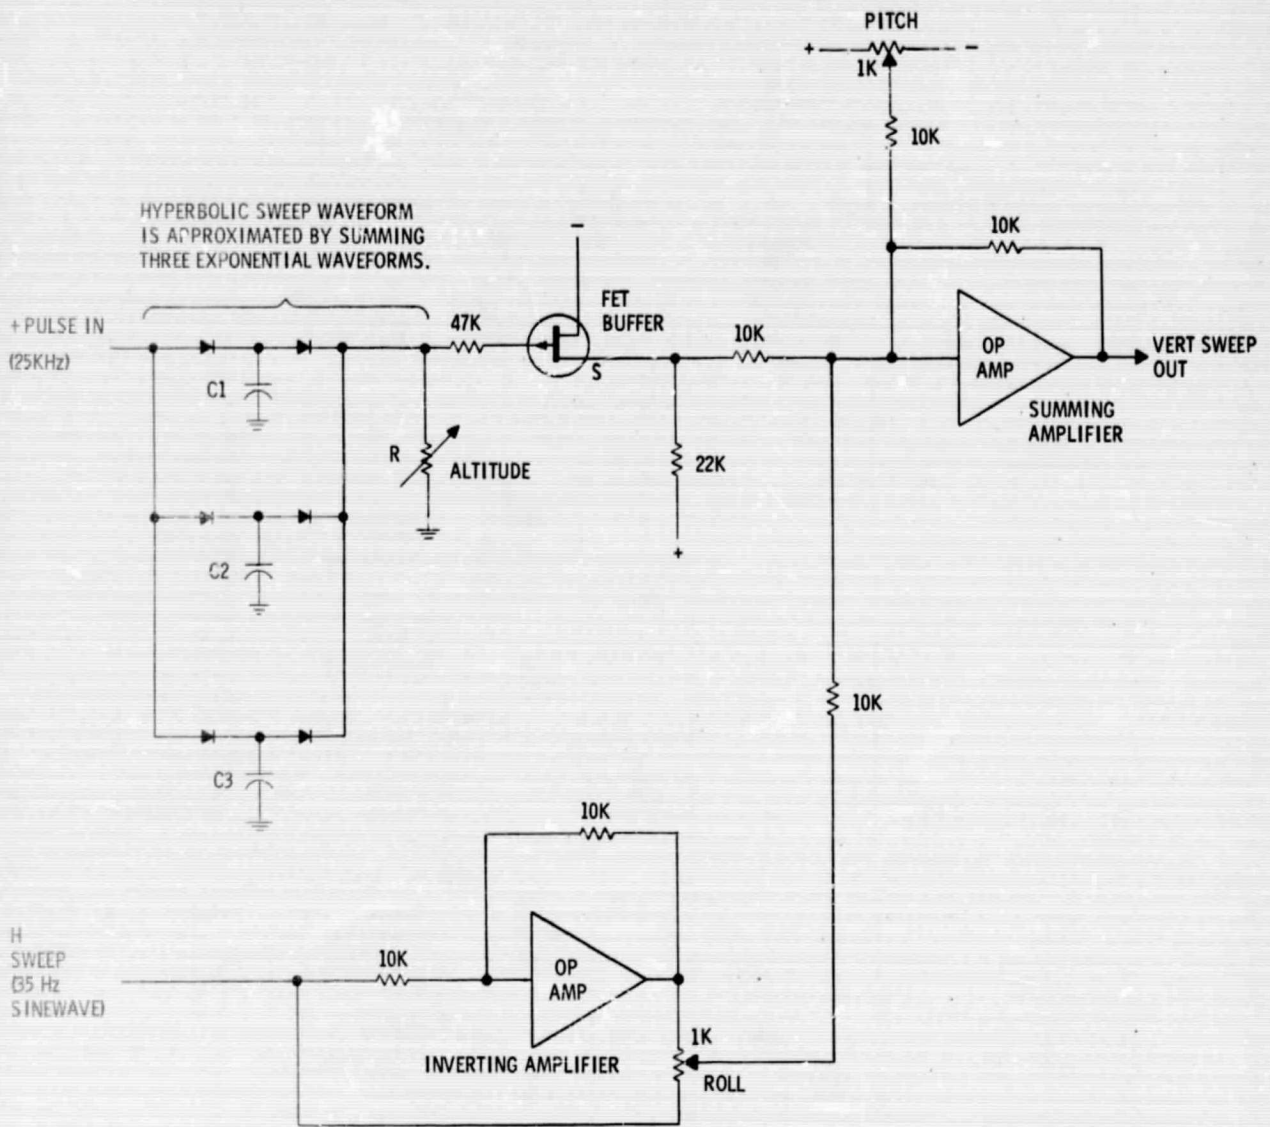 PITCH
+ -
1K
10K
HYPERBOLIC SWEEP WAVEFORM
IS APPROXIMATED BY SUMMING
THREE EXPONENTIAL WAVEFORMS.
-
10K
FET
BUFFER
+ PULSE IN
(25KHz)
47K
10K
S
C1
OP
AMP
VERT SWEEP
OUT
SUMMING
AMPLIFIER
R
ALTITUDE
22K
+
C2
10K
C3
10K
H
SWEEP
(35 Hz
SINEWAVE)
10K
OP
AMP
1K
INVERTING AMPLIFIER
ROLL